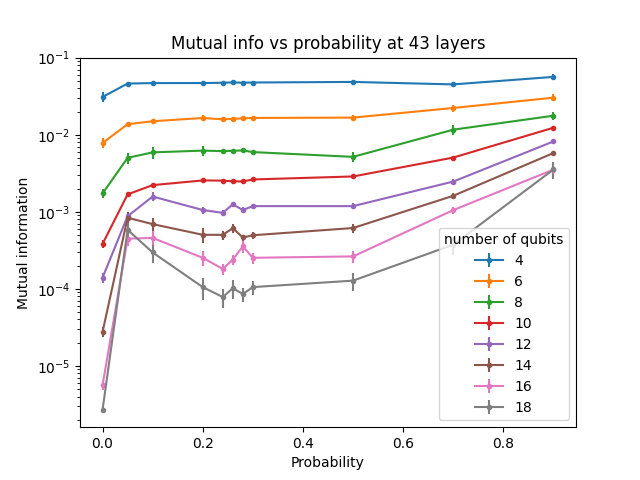 Mutual info vs probability at 43 layers
10⁻¹
10⁻²
10⁻³
10⁻⁴
10⁻⁵
Mutual information
number of qubits
4
6
8
10
12
14
16
18
0.0 0.2 0.4 0.6 0.8
Probability